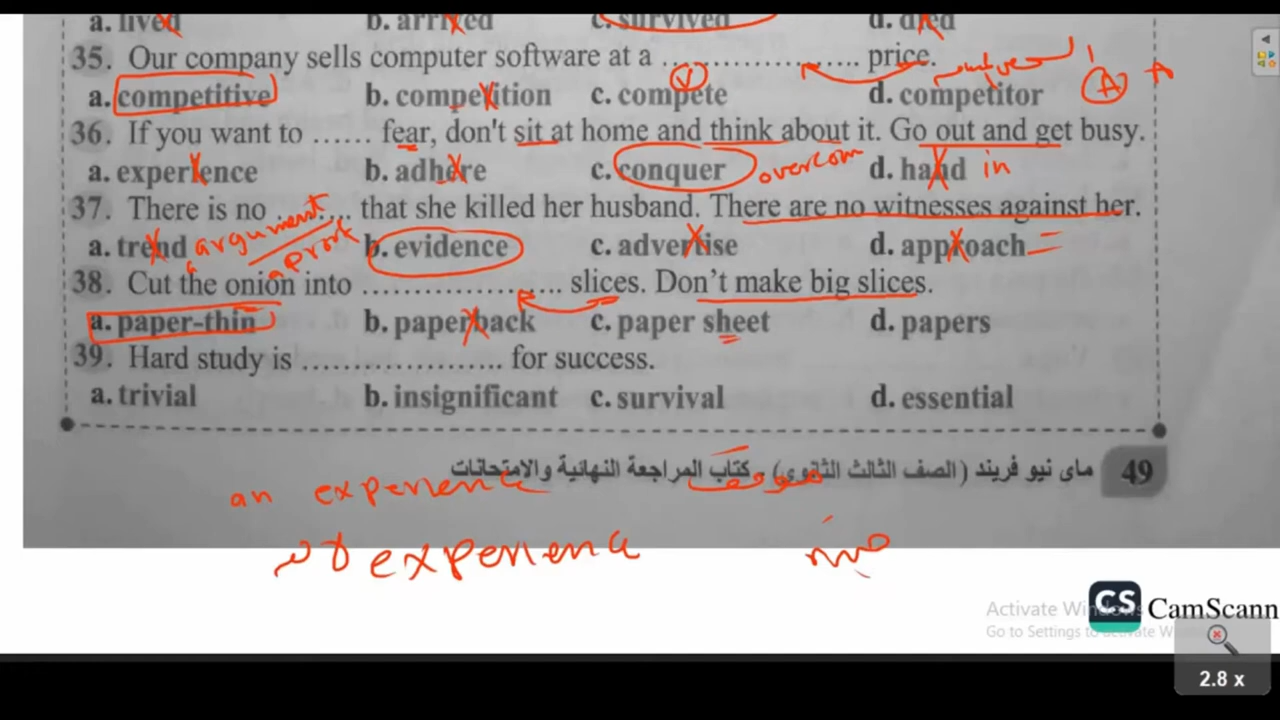 a. lived b. arrived c. survived d. died
35. Our company sells computer software at a ........................ price.
a. competitive b. competition c. compete d. competitor
(V) (A) A
36. If you want to ...... fear, don't sit at home and think about it. Go out and get busy.
a. experience b. adhere c. conquer overcom d. hand in
37. There is no ......... that she killed her husband. There are no witnesses against her.
argument
a. trend b. evidence c. advertise d. approach =
38. Cut the onion into ........................ slices. Don't make big slices.
a. paper-thin b. paperback c. paper sheet d. papers
39. Hard study is ........................ for success.
a. trivial b. insignificant c. survival d. essential
49 ماى نيو فريند (الصف الثالث الثانوي) - كتاب المراجعة النهائية والامتحانات
an experience موقف
experience
CS CamScann
Activate Windows
Go to Settings to activate W
2.8 x